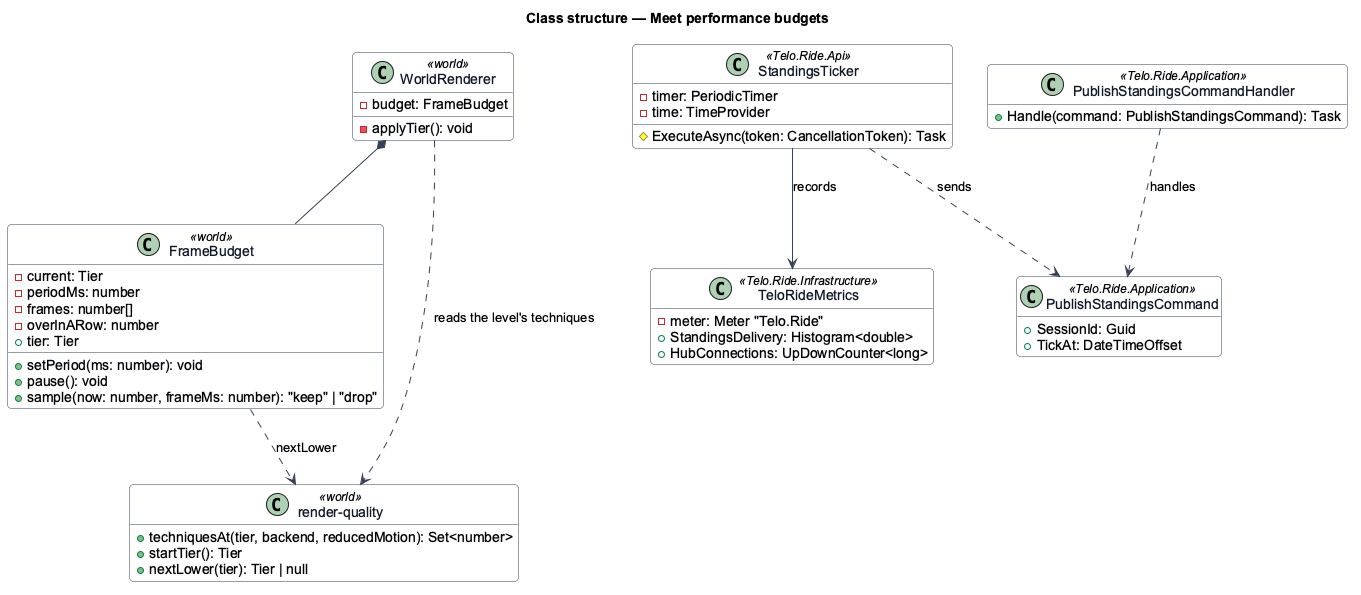 Class structure — Meet performance budgets
«world»
C WorldRenderer
budget: FrameBudget
applyTier(): void
«Telo.Ride.Api»
C StandingsTicker
timer: PeriodicTimer
time: TimeProvider
ExecuteAsync(token: CancellationToken): Task
«Telo.Ride.Application»
C PublishStandingsCommandHandler
Handle(command: PublishStandingsCommand): Task
records
sends
handles
«world»
C FrameBudget
current: Tier
periodMs: number
frames: number[]
overInARow: number
tier: Tier
setPeriod(ms: number): void
pause(): void
sample(now: number, frameMs: number): "keep" | "drop"
reads the level's techniques
«Telo.Ride.Infrastructure»
C TeloRideMetrics
meter: Meter "Telo.Ride"
StandingsDelivery: Histogram<double>
HubConnections: UpDownCounter<long>
«Telo.Ride.Application»
C PublishStandingsCommand
SessionId: Guid
TickAt: DateTimeOffset
nextLower
«world»
C render-quality
techniquesAt(tier, backend, reducedMotion): Set<number>
startTier(): Tier
nextLower(tier): Tier | null